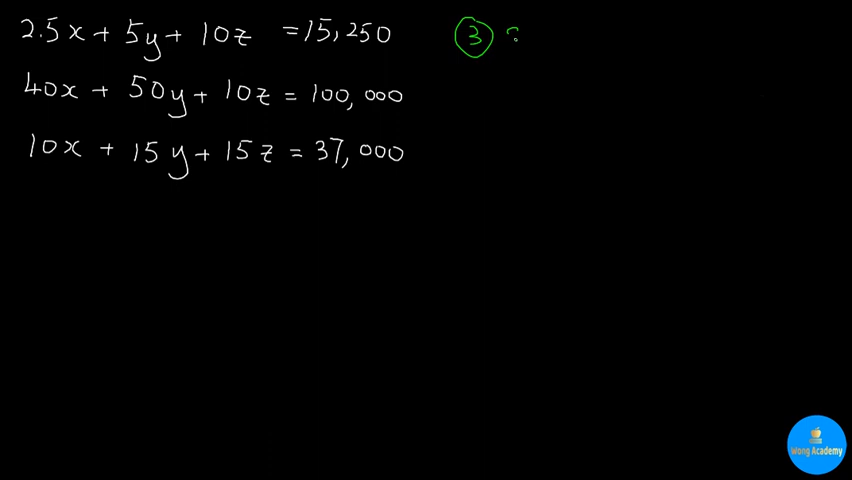 2.5x + 5y + 10z = 15,250
40x + 50y + 10z = 100,000
10x + 15y + 15z = 37,000
3 :
Wong Academy